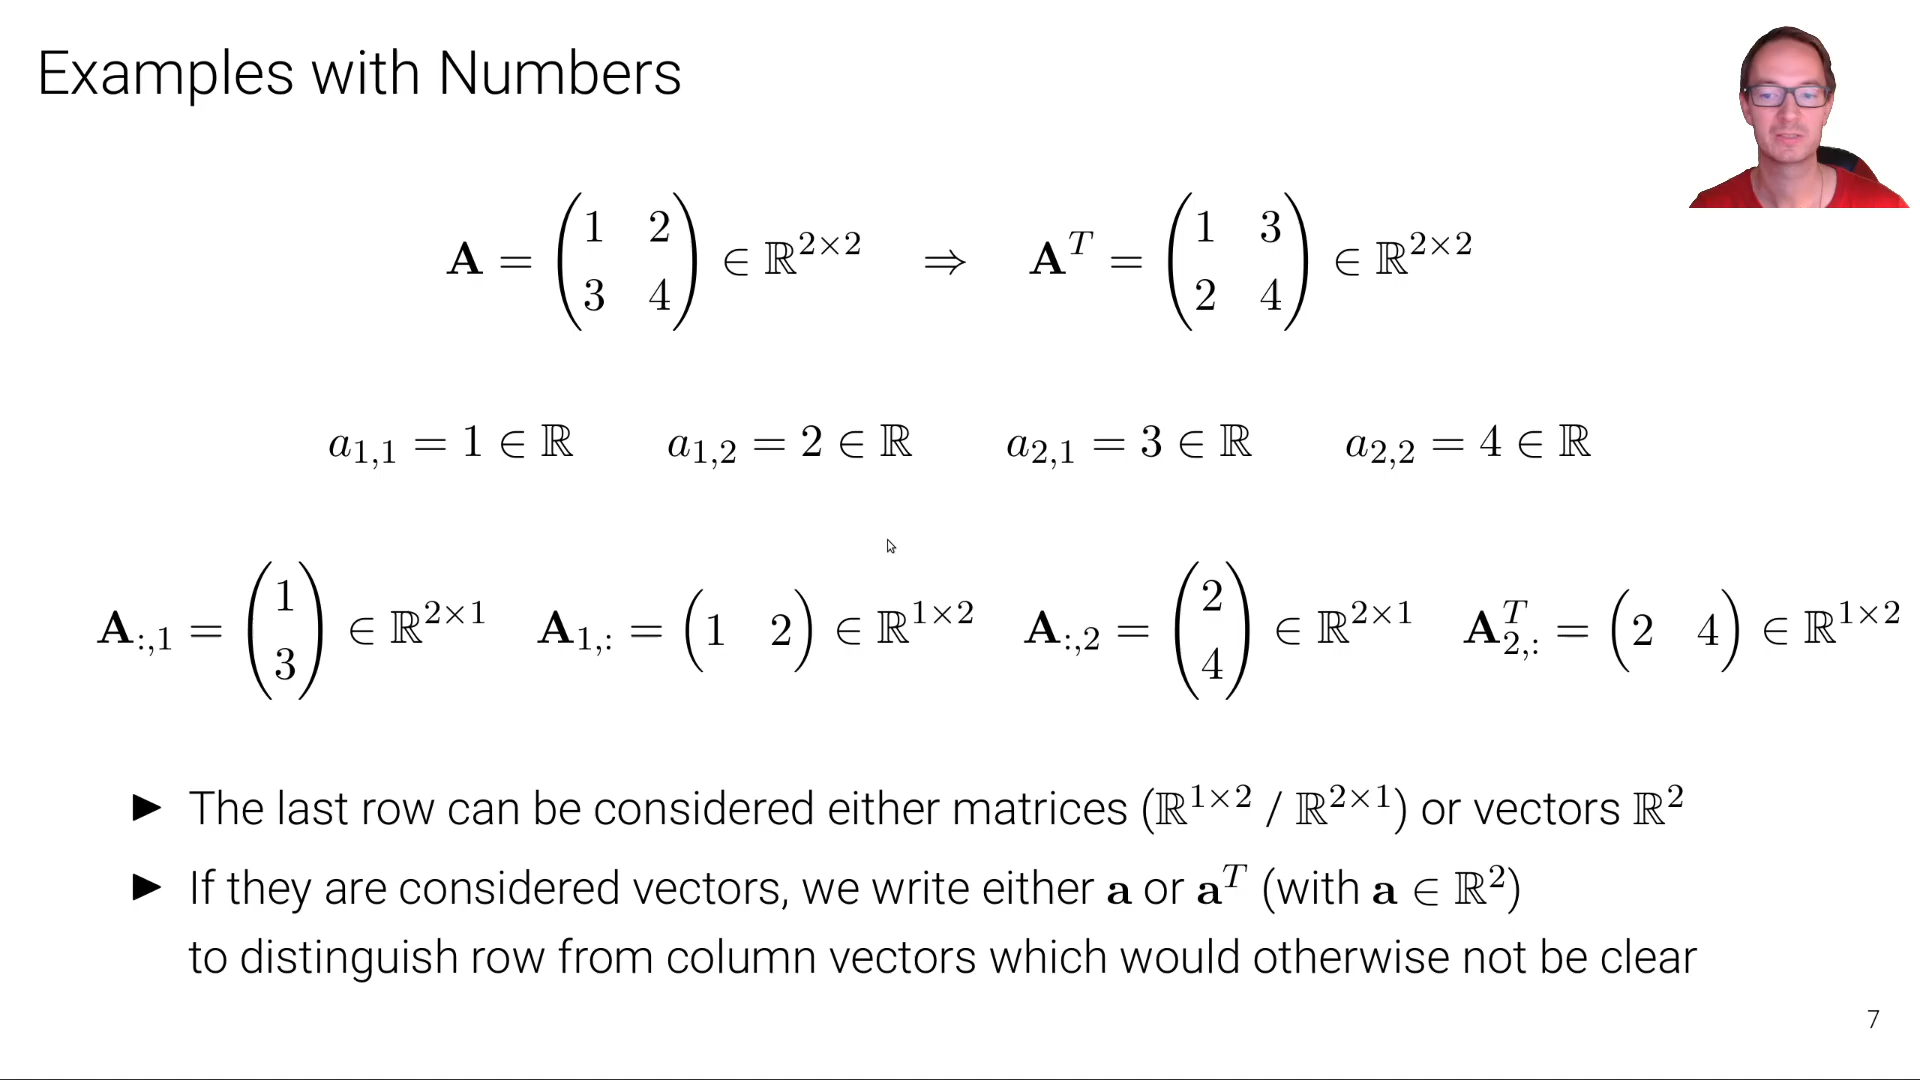 Examples with Numbers
A = (1 2; 3 4) ∈ ℝ^{2×2} ⇒ A^T = (1 3; 2 4) ∈ ℝ^{2×2}
a_{1,1} = 1 ∈ ℝ a_{1,2} = 2 ∈ ℝ a_{2,1} = 3 ∈ ℝ a_{2,2} = 4 ∈ ℝ
A_{:,1} = (1; 3) ∈ ℝ^{2×1} A_{1,:} = (1 2) ∈ ℝ^{1×2} A_{:,2} = (2; 4) ∈ ℝ^{2×1} A^T_{2,:} = (2 4) ∈ ℝ^{1×2}
▶ The last row can be considered either matrices (ℝ^{1×2} / ℝ^{2×1}) or vectors ℝ^2
▶ If they are considered vectors, we write either a or a^T (with a ∈ ℝ^2)
to distinguish row from column vectors which would otherwise not be clear
7